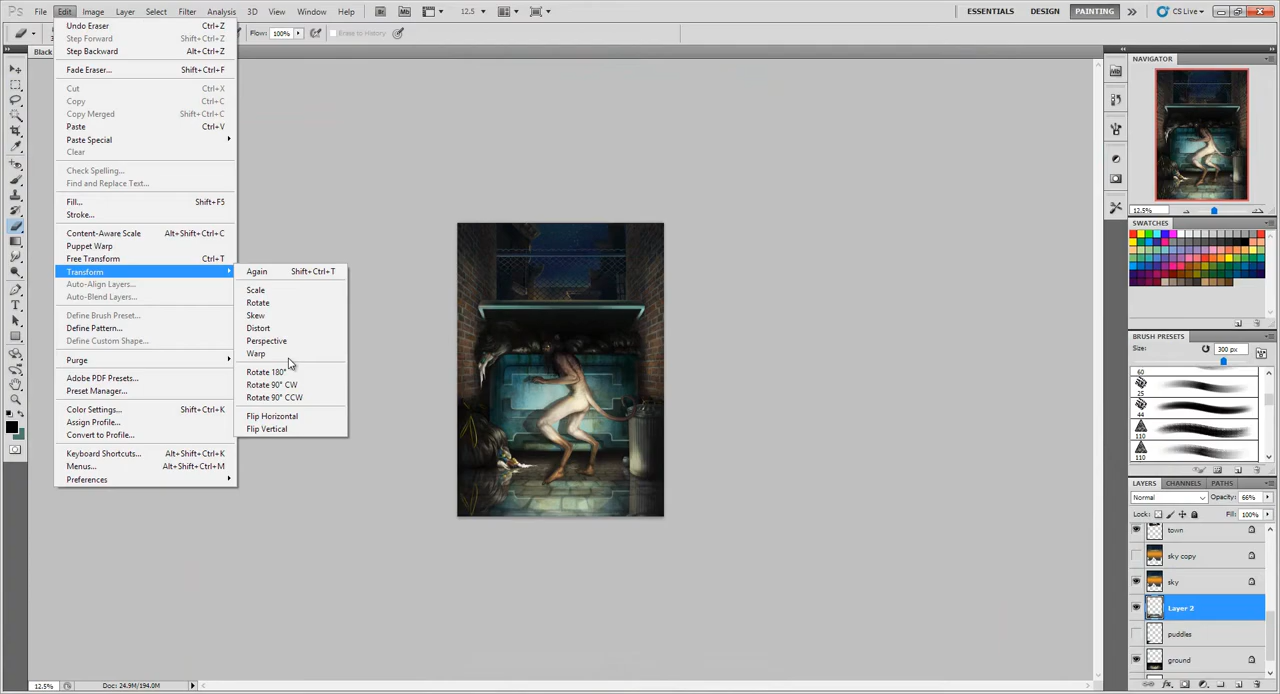 File Edit Image Layer Select Filter Analysis 3D View Window Help 12.5 ESSENTIALS DESIGN PAINTING CS Live
Flow: 100% Erase to History
Black
Undo Eraser Ctrl+Z
Step Forward Shift+Ctrl+Z
Step Backward Alt+Ctrl+Z
Fade Eraser... Shift+Ctrl+F
Cut Ctrl+X
Copy Ctrl+C
Copy Merged Shift+Ctrl+C
Paste Ctrl+V
Paste Special
Clear
Check Spelling...
Find and Replace Text...
Fill... Shift+F5
Stroke...
Content-Aware Scale Alt+Shift+Ctrl+C
Puppet Warp
Free Transform Ctrl+T
Transform
Auto-Align Layers...
Auto-Blend Layers...
Define Brush Preset...
Define Pattern...
Define Custom Shape...
Purge
Adobe PDF Presets...
Preset Manager...
Color Settings... Shift+Ctrl+K
Assign Profile...
Convert to Profile...
Keyboard Shortcuts... Alt+Shift+Ctrl+K
Menus... Alt+Shift+Ctrl+M
Preferences
Again Shift+Ctrl+T
Scale
Rotate
Skew
Distort
Perspective
Warp
Rotate 180°
Rotate 90° CW
Rotate 90° CCW
Flip Horizontal
Flip Vertical
NAVIGATOR
12.5%
SWATCHES
BRUSH PRESETS
Size: 300 px
60
25
44
110
110
LAYERS CHANNELS PATHS
Normal Opacity: 66%
Lock: Fill: 100%
town
sky copy
sky
Layer 2
puddles
ground
12.5% Doc: 24.9M/194.0M